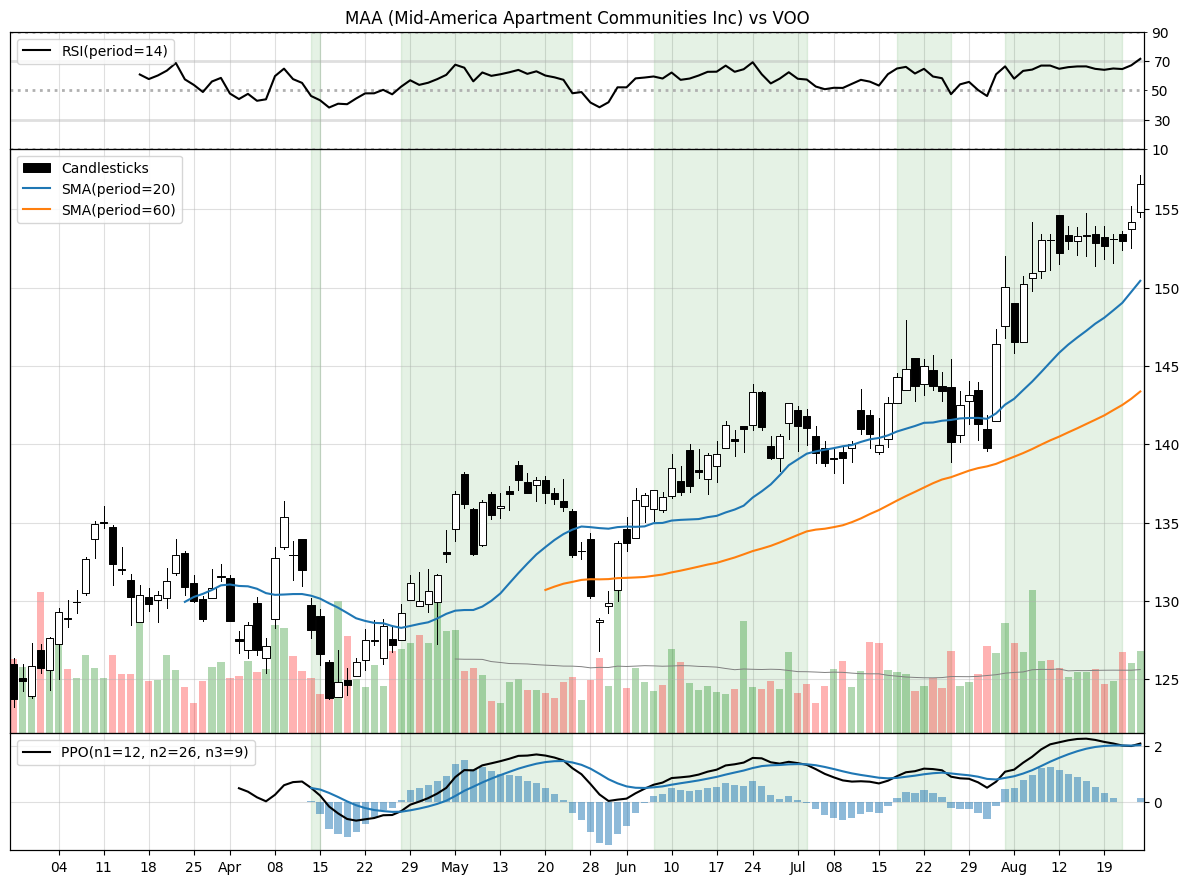 MAA (Mid-America Apartment Communities Inc) vs VOO
RSI(period=14)
90
70
50
30
10
Candlesticks
SMA(period=20)
SMA(period=60)
155
150
145
140
135
130
125
PPO(n1=12, n2=26, n3=9)
2
0
04 11 18 25 Apr 08 15 22 29 May 13 20 28 Jun 10 17 24 Jul 08 15 22 29 Aug 12 19